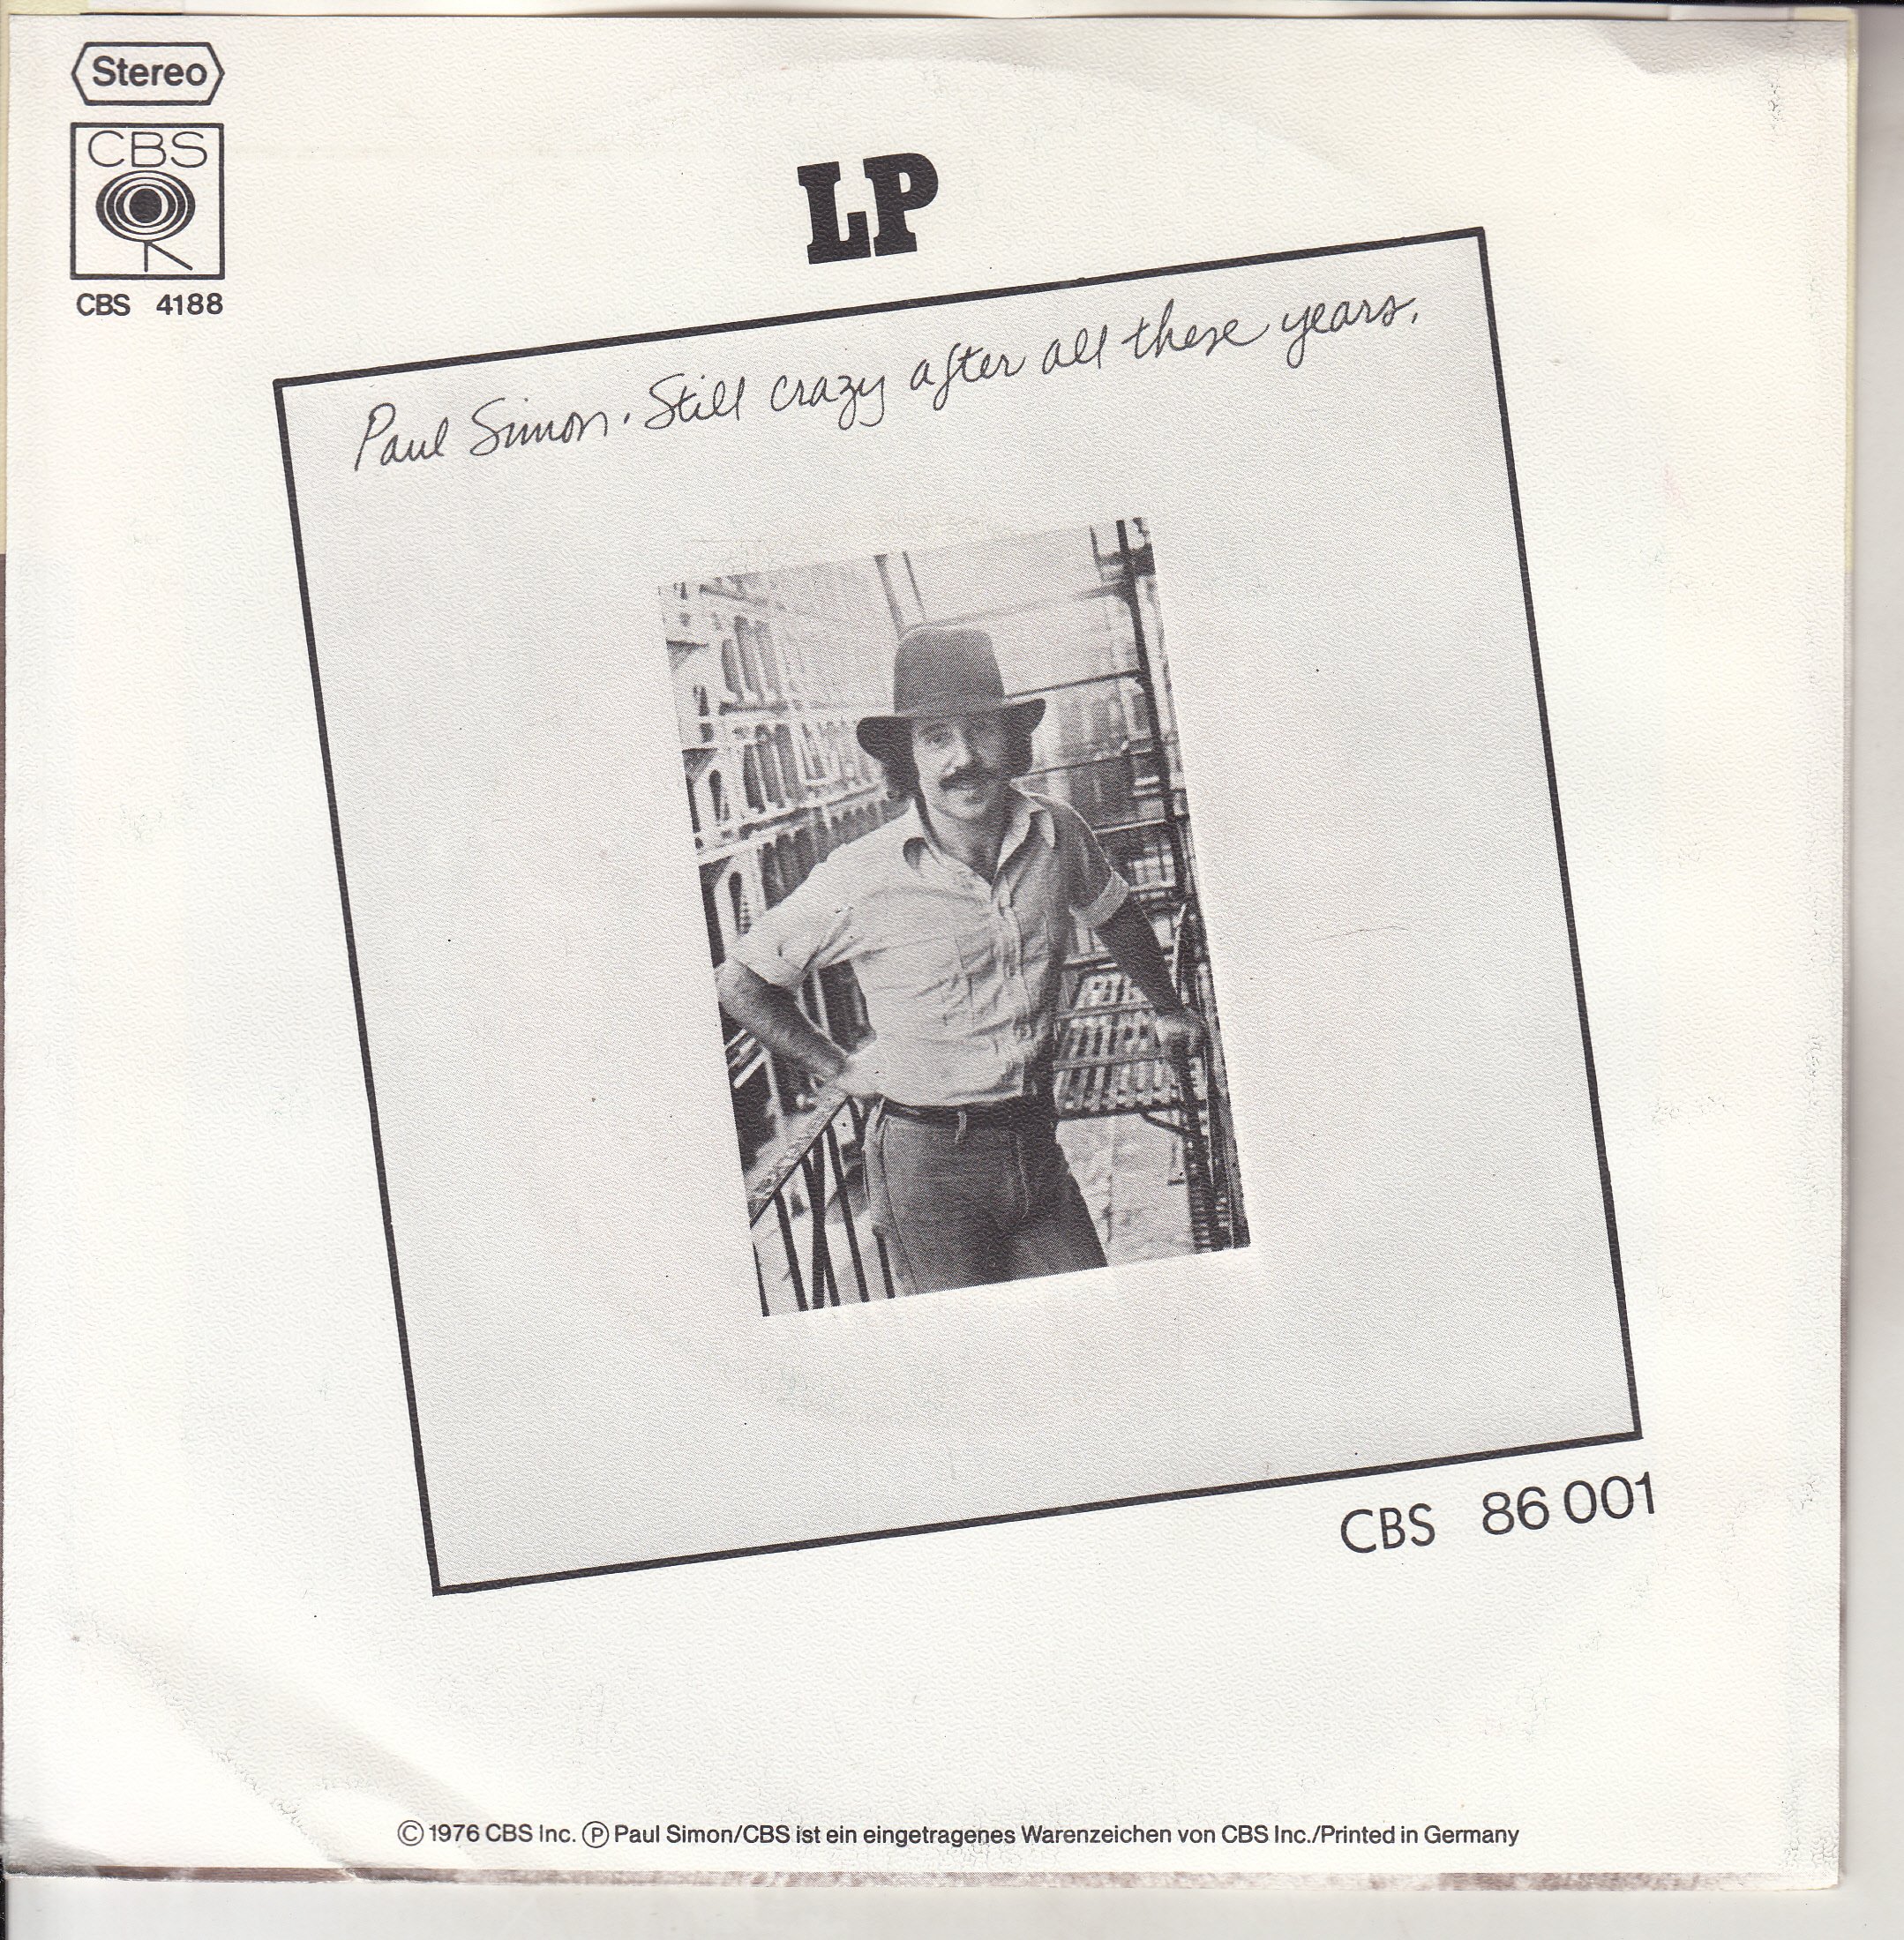 Stereo
CBS
CBS 4188
LP
Paul Simon. Still crazy after all these years.
CBS 86 001
© 1976 CBS Inc. Ⓟ Paul Simon/CBS ist ein eingetragenes Warenzeichen von CBS Inc./Printed in Germany